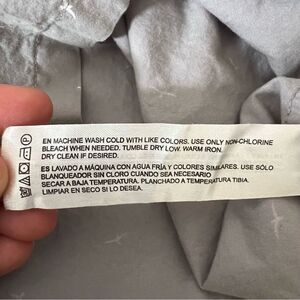 EN MACHINE WASH COLD WITH LIKE COLORS. USE ONLY NON-CHLORINE
BLEACH WHEN NEEDED. TUMBLE DRY LOW. WARM IRON.
DRY CLEAN IF DESIRED.
ES LAVADO A MÁQUINA CON AGUA FRÍA Y COLORES SIMILARES. USE SÓLO
BLANQUEADOR SIN CLORO CUANDO SEA NECESARIO
SECAR A BAJA TEMPERATURA. PLANCHADO A TEMPERATURA TIBIA.
LIMPIAR EN SECO SI LO DESEA.